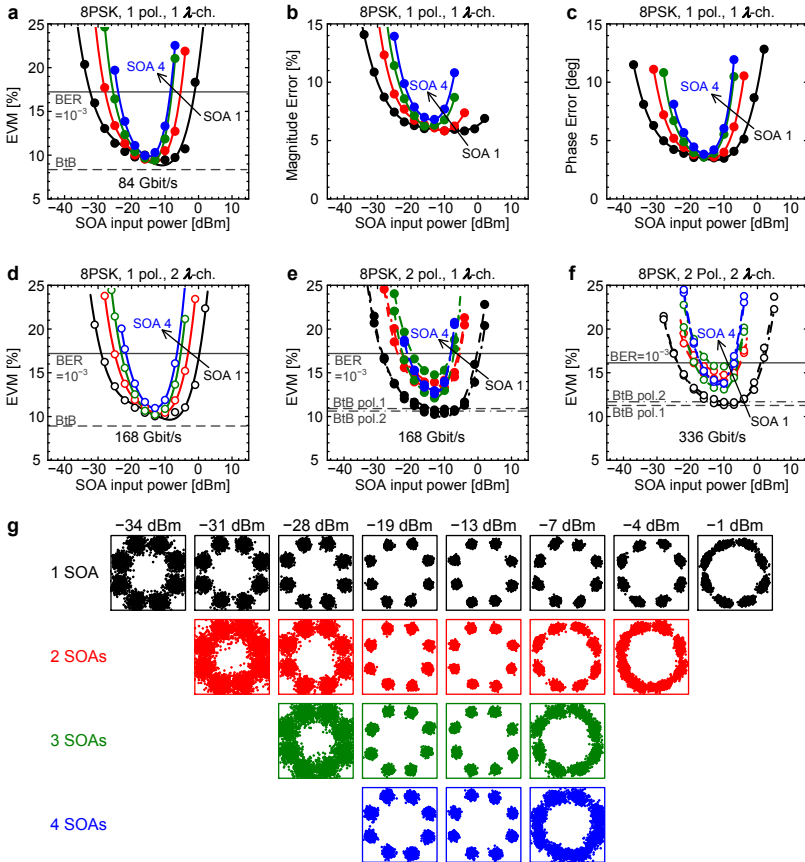 a 8PSK, 1 pol., 1 λ-ch.
25
20
15
10
5
EVM [%]
SOA 4
SOA 1
BER
=10⁻³
BtB
84 Gbit/s
−40 −30 −20 −10 0 10
SOA input power [dBm]
b 8PSK, 1 pol., 1 λ-ch.
15
10
5
0
Magnitude Error [%]
SOA 4
SOA 1
−40 −30 −20 −10 0 10
SOA input power [dBm]
c 8PSK, 1 pol., 1 λ-ch.
15
10
5
0
Phase Error [deg]
SOA 4
SOA 1
−40 −30 −20 −10 0 10
SOA input power [dBm]
d 8PSK, 1 pol., 2 λ-ch.
25
20
15
10
5
EVM [%]
SOA 4
SOA 1
BER
=10⁻³
BtB
168 Gbit/s
−40 −30 −20 −10 0 10
SOA input power [dBm]
e 8PSK, 2 pol., 1 λ-ch.
25
20
15
10
5
EVM [%]
SOA 4
SOA 1
BER
=10⁻³
BtB pol.1
BtB pol.2
168 Gbit/s
−40 −30 −20 −10 0 10
SOA input power [dBm]
f 8PSK, 2 Pol., 2 λ-ch.
25
20
15
10
5
EVM [%]
SOA 4
BER=10⁻³
SOA 1
BtB pol.2
BtB pol.1
336 Gbit/s
−40 −30 −20 −10 0 10
SOA input power [dBm]
g −34 dBm −31 dBm −28 dBm −19 dBm −13 dBm −7 dBm −4 dBm −1 dBm
1 SOA
2 SOAs
3 SOAs
4 SOAs